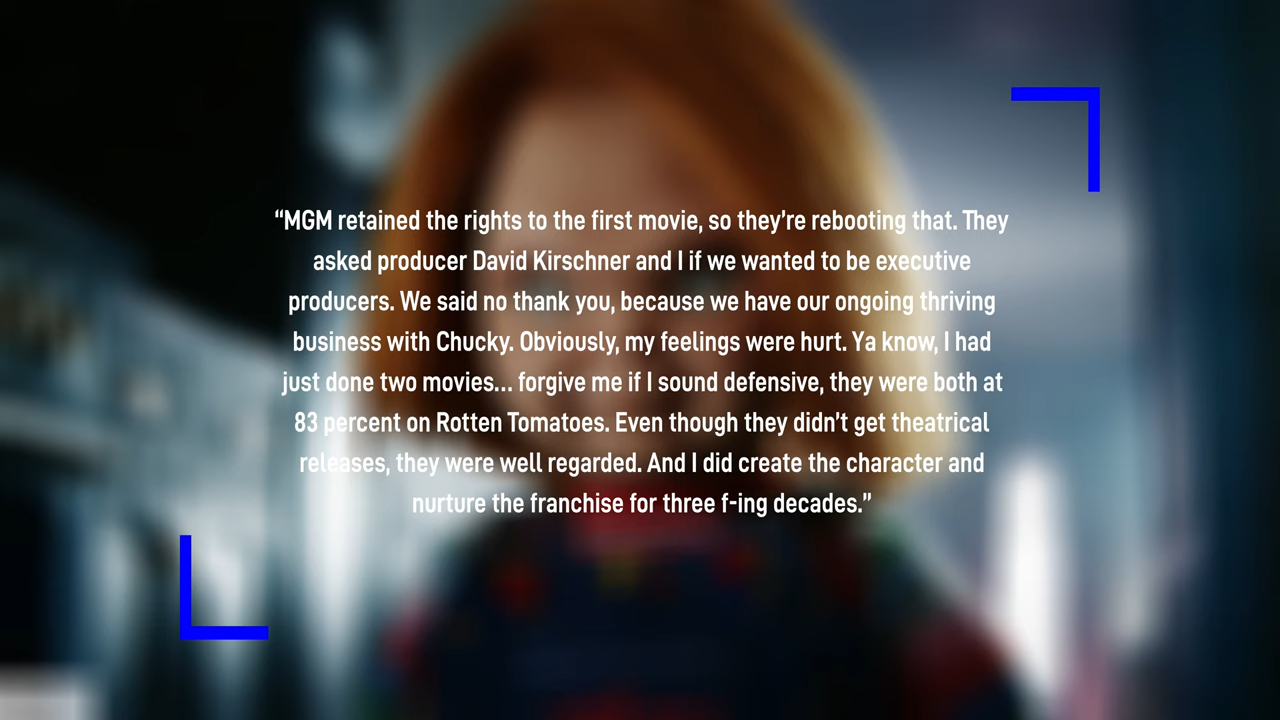 “MGM retained the rights to the first movie, so they’re rebooting that. They
asked producer David Kirschner and I if we wanted to be executive
producers. We said no thank you, because we have our ongoing thriving
business with Chucky. Obviously, my feelings were hurt. Ya know, I had
just done two movies... forgive me if I sound defensive, they were both at
83 percent on Rotten Tomatoes. Even though they didn’t get theatrical
releases, they were well regarded. And I did create the character and
nurture the franchise for three f-ing decades.”